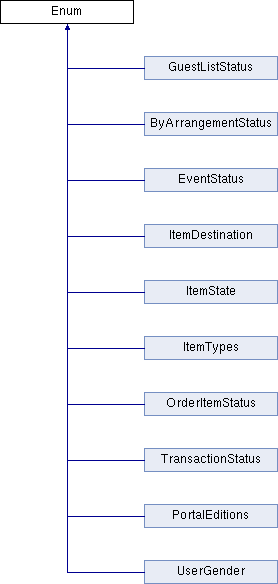 Enum
GuestListStatus
ByArrangementStatus
EventStatus
ItemDestination
ItemState
ItemTypes
OrderItemStatus
TransactionStatus
PortalEditions
UserGender